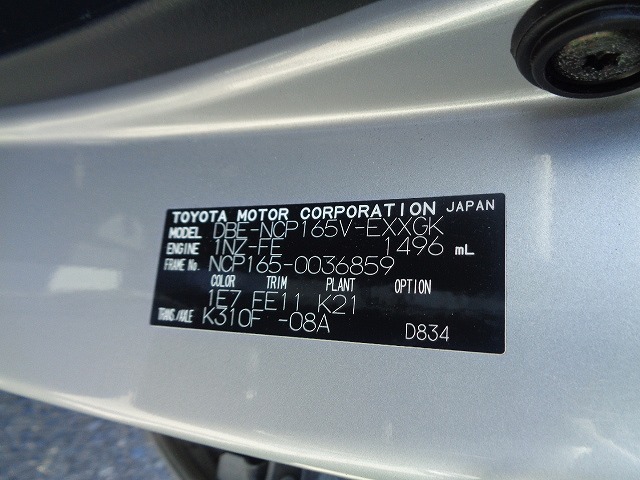 TOYOTA MOTOR CORPORATION JAPAN
MODEL DBE-NCP165V-EXXGK
ENGINE 1NZ-FE 1496 mL
FRAME No. NCP165-0036859
COLOR TRIM PLANT OPTION
1E7 FE11 K21
TRANS/AXLE K310F -08A
D834